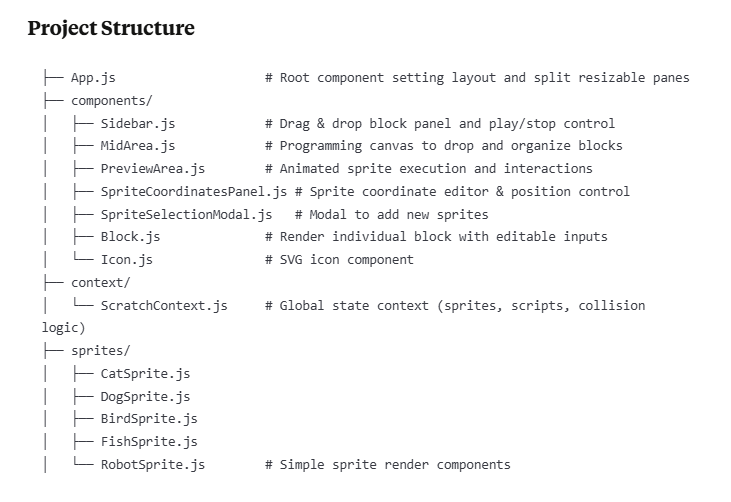 Project Structure
├── App.js                    # Root component setting layout and split resizable panes
├── components/
│   ├── Sidebar.js            # Drag & drop block panel and play/stop control
│   ├── MidArea.js            # Programming canvas to drop and organize blocks
│   ├── PreviewArea.js        # Animated sprite execution and interactions
│   ├── SpriteCoordinatesPanel.js # Sprite coordinate editor & position control
│   ├── SpriteSelectionModal.js   # Modal to add new sprites
│   ├── Block.js              # Render individual block with editable inputs
│   └── Icon.js               # SVG icon component
├── context/
│   └── ScratchContext.js     # Global state context (sprites, scripts, collision
logic)
├── sprites/
│   ├── CatSprite.js
│   ├── DogSprite.js
│   ├── BirdSprite.js
│   ├── FishSprite.js
│   └── RobotSprite.js        # Simple sprite render components